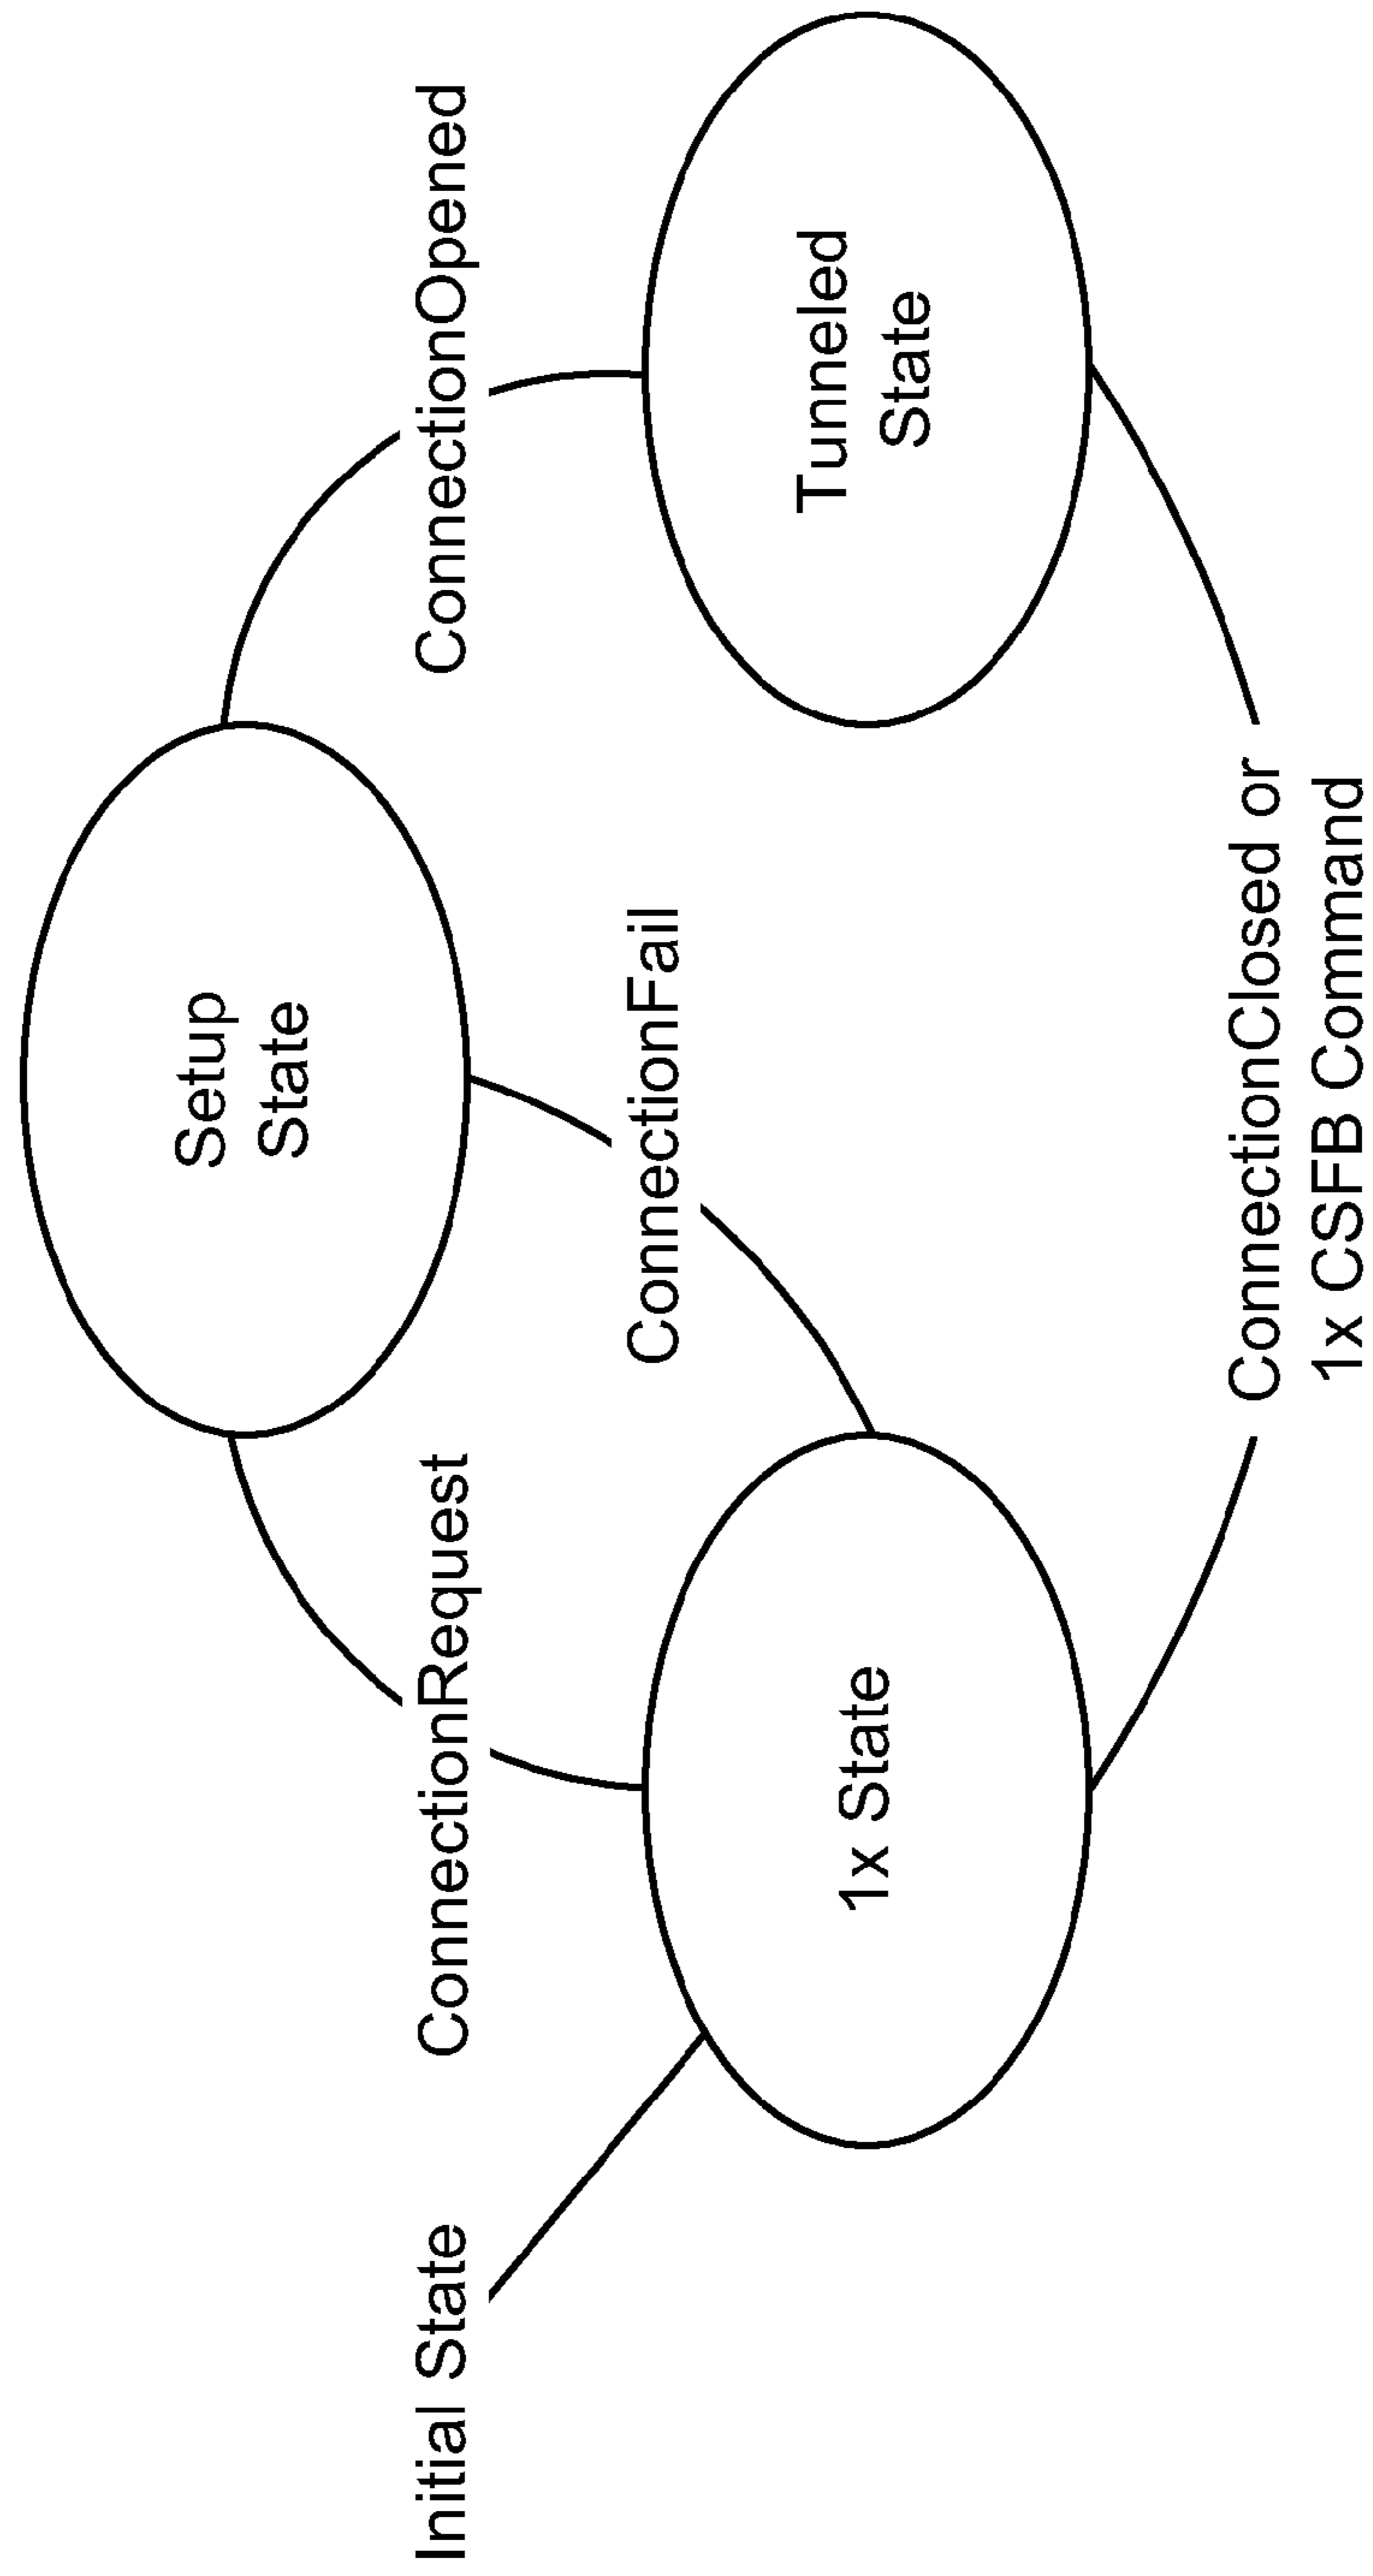 Setup
State
ConnectionRequest
ConnectionOpened
Initial State
ConnectionFail
1x State
Tunneled
State
ConnectionClosed or
1x CSFB Command